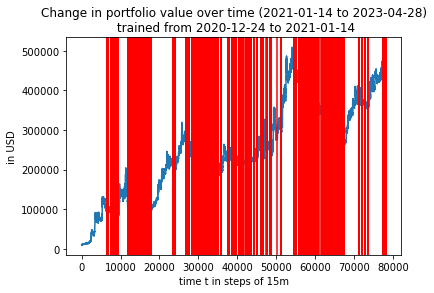 Change in portfolio value over time (2021-01-14 to 2023-04-28)
trained from 2020-12-24 to 2021-01-14
500000
400000
300000
200000
100000
0
in USD
0 10000 20000 30000 40000 50000 60000 70000 80000
time t in steps of 15m